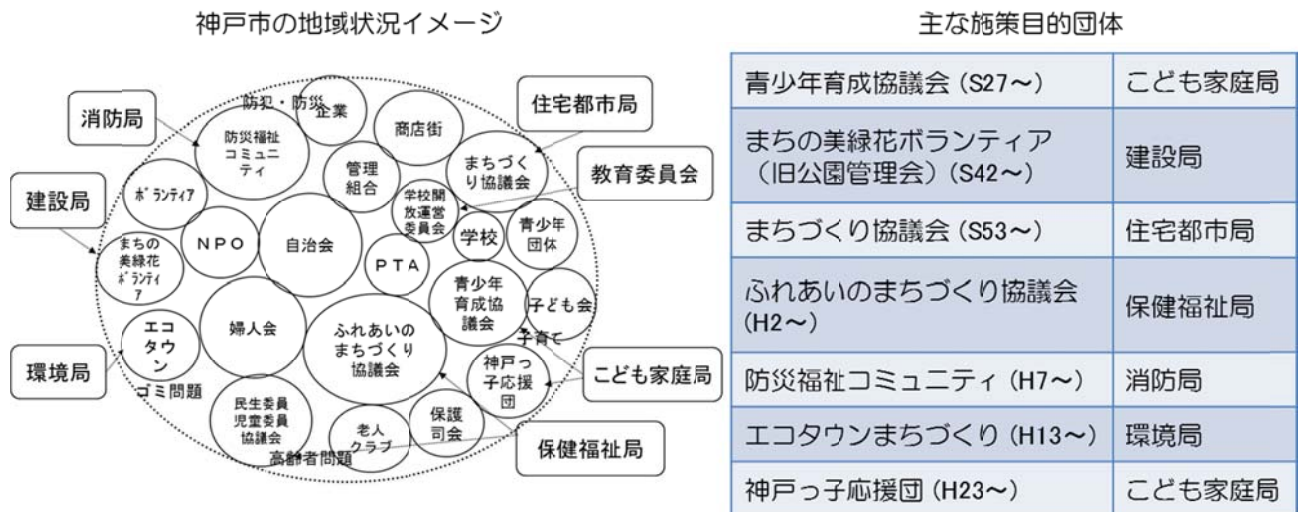 神戸市の地域状況イメージ
消防局
建設局
環境局
住宅都市局
教育委員会
こども家庭局
保健福祉局
防犯・防災
企業
商店街
防災福祉
コミュニ
ティ
管理
組合
まちづく
り協議会
ボランティア
学校開
放運営
委員会
学校
青少年
団体
NPO
自治会
PTA
まちの
美緑花
ボランティ
ア
青少年
育成協
議会
子ども会
子育て
エコ
タウ
ン
ゴミ問題
婦人会
ふれあいの
まちづくり
協議会
神戸っ
子応援
団
民生委員
児童委員
協議会
高齢者問題
老人
クラブ
保護
司会
主な施策目的団体
青少年育成協議会(S27～) こども家庭局
まちの美緑花ボランティア
(旧公園管理会)(S42～) 建設局
まちづくり協議会(S53～) 住宅都市局
ふれあいのまちづくり協議会
(H2～) 保健福祉局
防災福祉コミュニティ(H7～) 消防局
エコタウンまちづくり(H13～) 環境局
神戸っ子応援団(H23～) こども家庭局